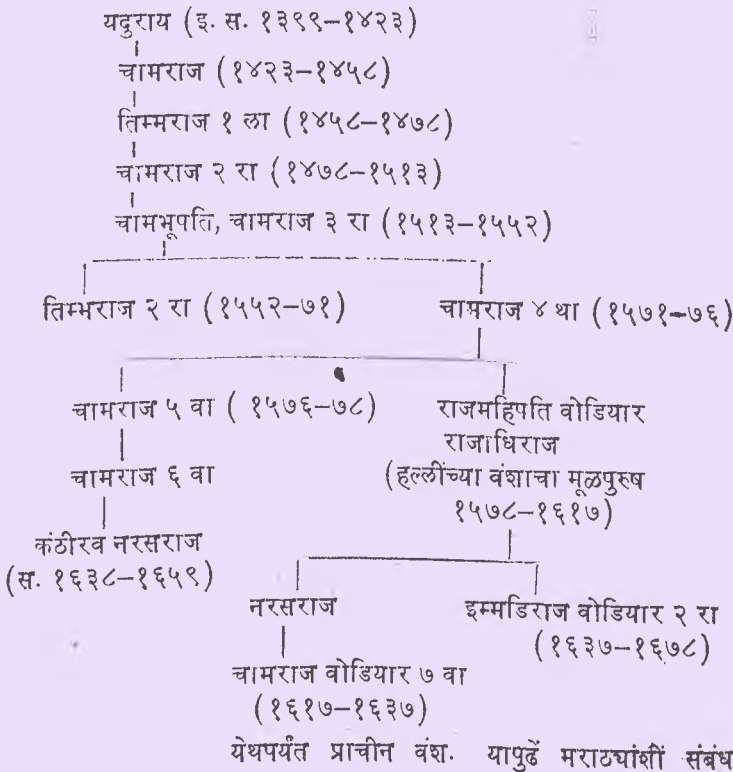 यदुराय (इ. स. १३९९–१४२३)
चामराज (१४२३–१४५८)
तिम्मराज १ ला (१४५८–१४७८)
चामराज २ रा (१४७८–१५१३)
चामभूपति, चामराज ३ रा (१५१३–१५५२)
तिम्मराज २ रा (१५५२–७१) चामराज ४ था (१५७१–७६)
चामराज ५ वा ( १५७६–७८) राजमहिपति वोडियार
राजाधिराज
चामराज ६ वा (हल्लींच्या वंशाचा मूळपुरुष
१५७८–१६१७)
कंठीरव नरसराज
(स. १६३८–१६५९)
नरसराज इम्मडिराज वोडियार २ रा
(१६३७–१६७८)
चामराज वोडियार ७ वा
(१६१७–१६३७)
येथपर्यंत प्राचीन वंश. यापुढें मराठ्यांशीं संबंध